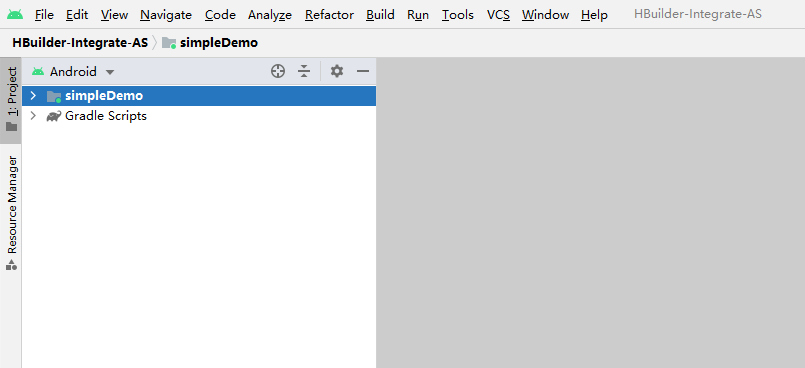 File Edit View Navigate Code Analyze Refactor Build Run Tools VCS Window Help HBuilder-Integrate-AS
HBuilder-Integrate-AS simpleDemo
1: Project
Android
simpleDemo
Gradle Scripts
Resource Manager